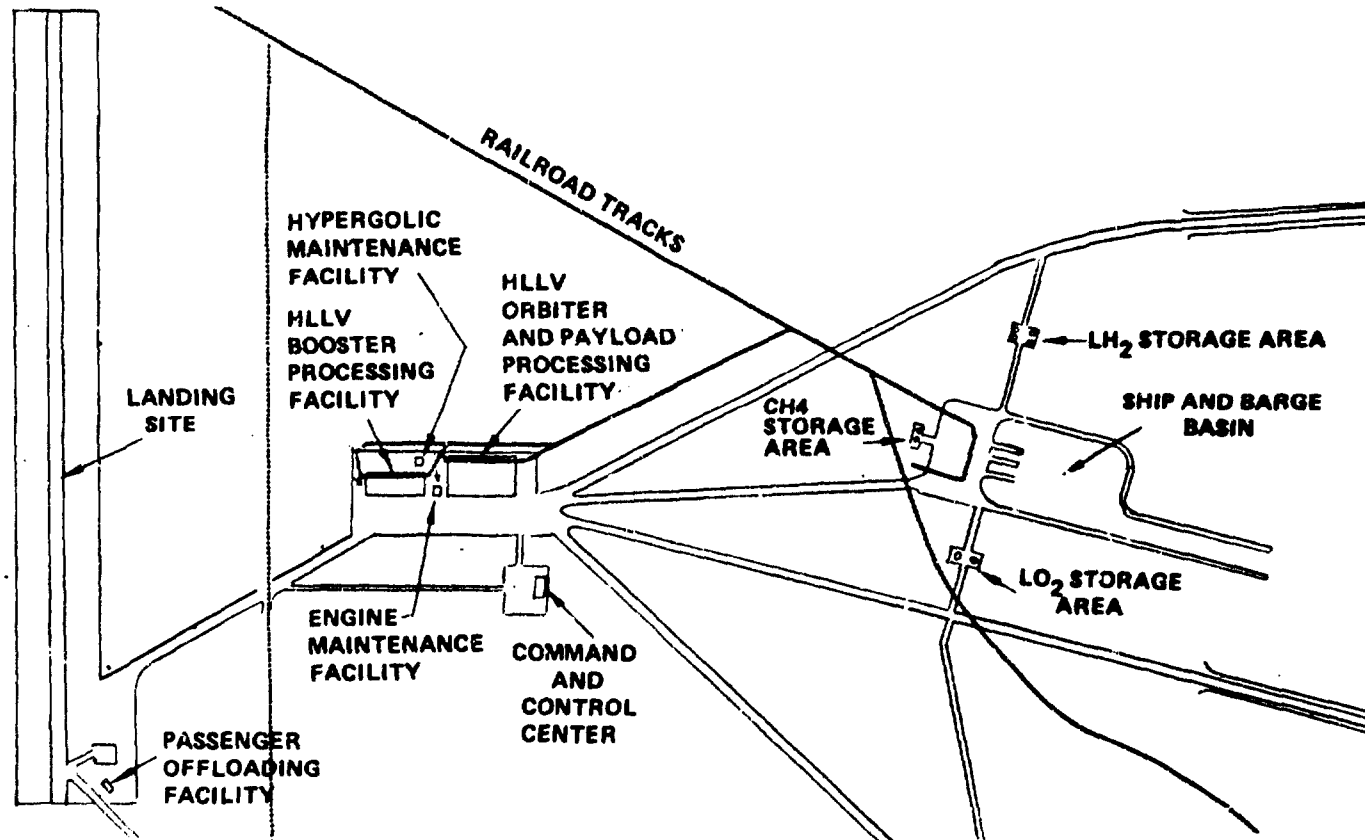 RAILROAD TRACKS
HYPERGOLIC
MAINTENANCE
FACILITY
HLLV
ORBITER
AND PAYLOAD
PROCESSING
FACILITY
HLLV
BOOSTER
PROCESSING
FACILITY
LANDING
SITE
LH2 STORAGE AREA
CH4
STORAGE
AREA
SHIP AND BARGE
BASIN
LO2 STORAGE
AREA
ENGINE
MAINTENANCE
FACILITY
COMMAND
AND
CONTROL
CENTER
PASSENGER
OFFLOADING
FACILITY